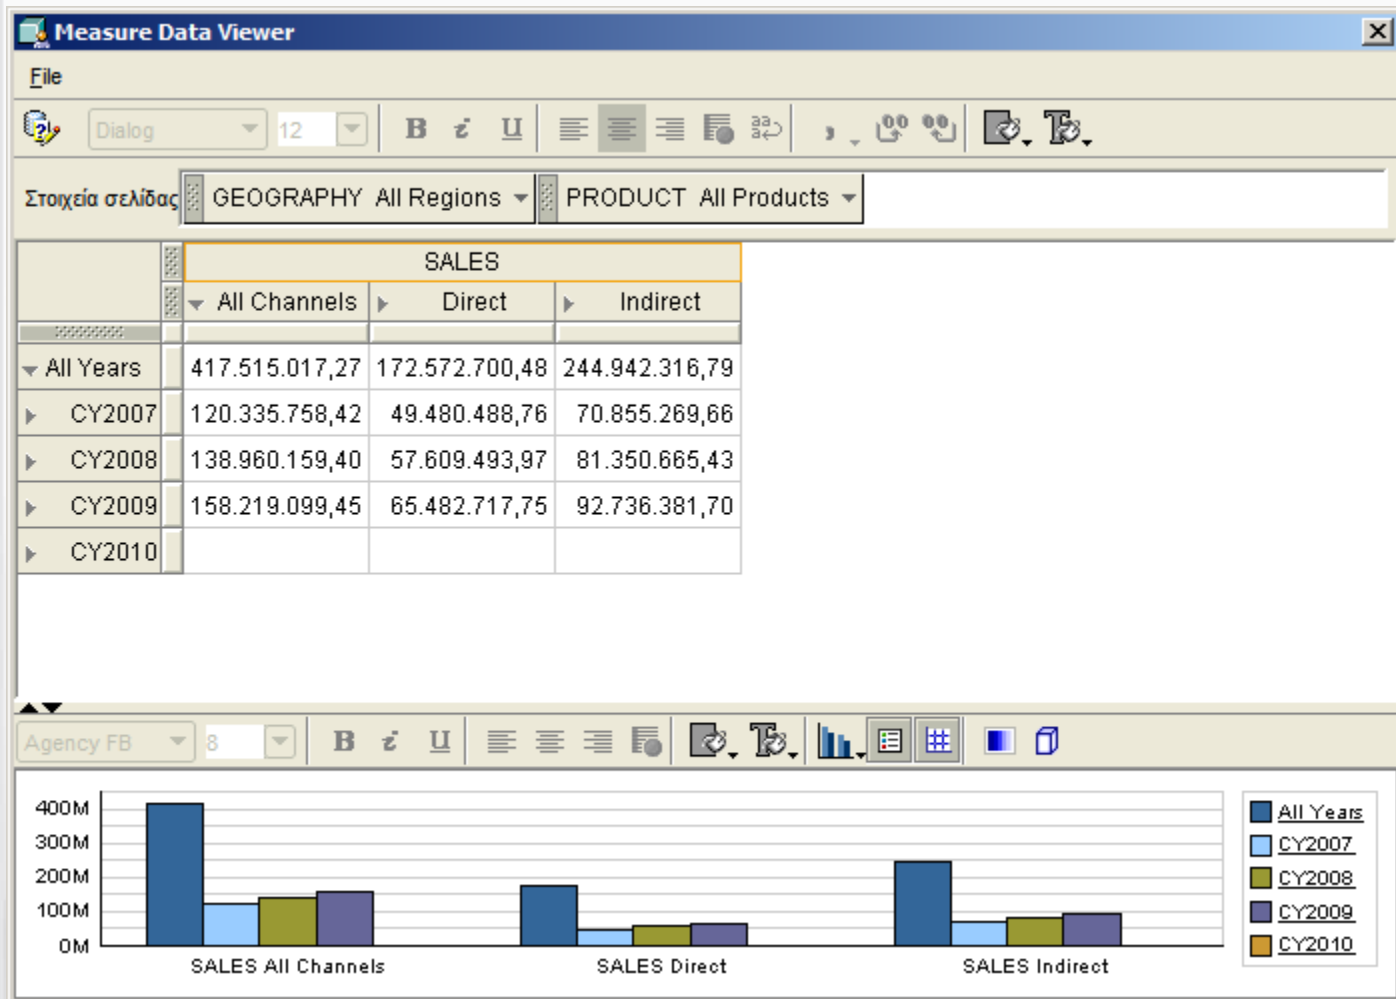 Measure Data Viewer
File
Dialog 12
Στοιχεία σελίδας GEOGRAPHY All Regions PRODUCT All Products
SALES
All Channels Direct Indirect
All Years 417.515.017,27 172.572.700,48 244.942.316,79
CY2007 120.335.758,42 49.480.488,76 70.855.269,66
CY2008 138.960.159,40 57.609.493,97 81.350.665,43
CY2009 158.219.099,45 65.482.717,75 92.736.381,70
CY2010
Agency FB 8
400M
300M
200M
100M
0M
SALES All Channels SALES Direct SALES Indirect
All Years
CY2007
CY2008
CY2009
CY2010